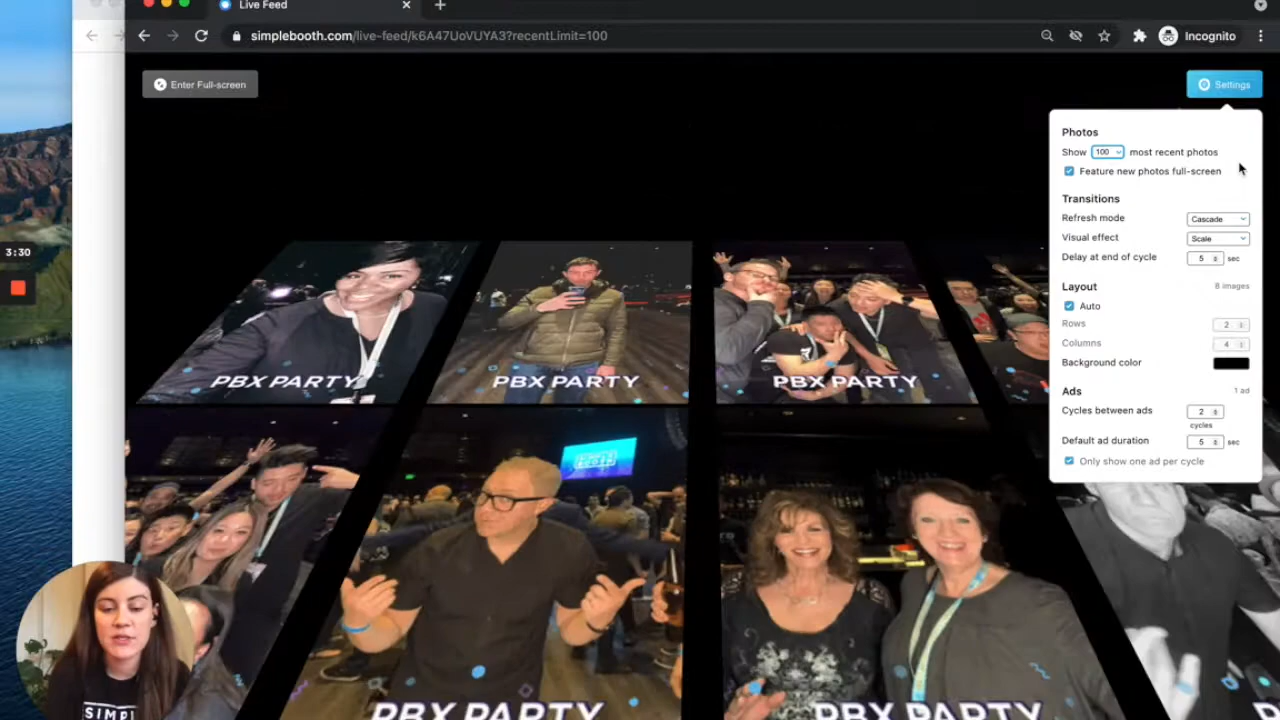 Live Feed
simplebooth.com/live-feed/k6A47UoVUYA3?recentLimit=100
Incognito
Enter Full-screen
Settings
Photos
Show 100 most recent photos
Feature new photos full-screen
Transitions
Refresh mode Cascade
Visual effect Scale
Delay at end of cycle 5 sec
Layout 8 images
Auto
Rows 2
Columns 4
Background color
Ads 1 ad
Cycles between ads 2
cycles
Default ad duration 5 sec
Only show one ad per cycle
3:30
PBX PARTY
PBX PARTY
PBX PARTY
PBX PARTY
PBX PARTY
SIMPL